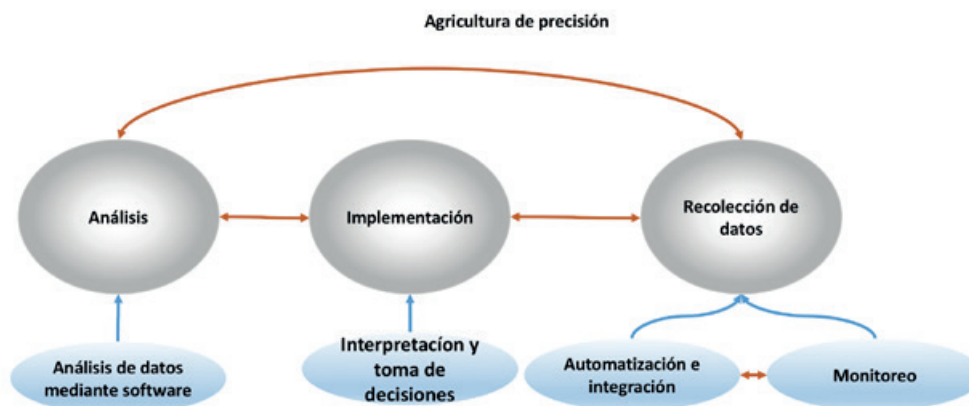 Agricultura de precisión
Análisis
Implementación
Recolección de
datos
Análisis de datos
mediante software
Interpretacíon y
toma de
decisiones
Automatización e
integración
Monitoreo